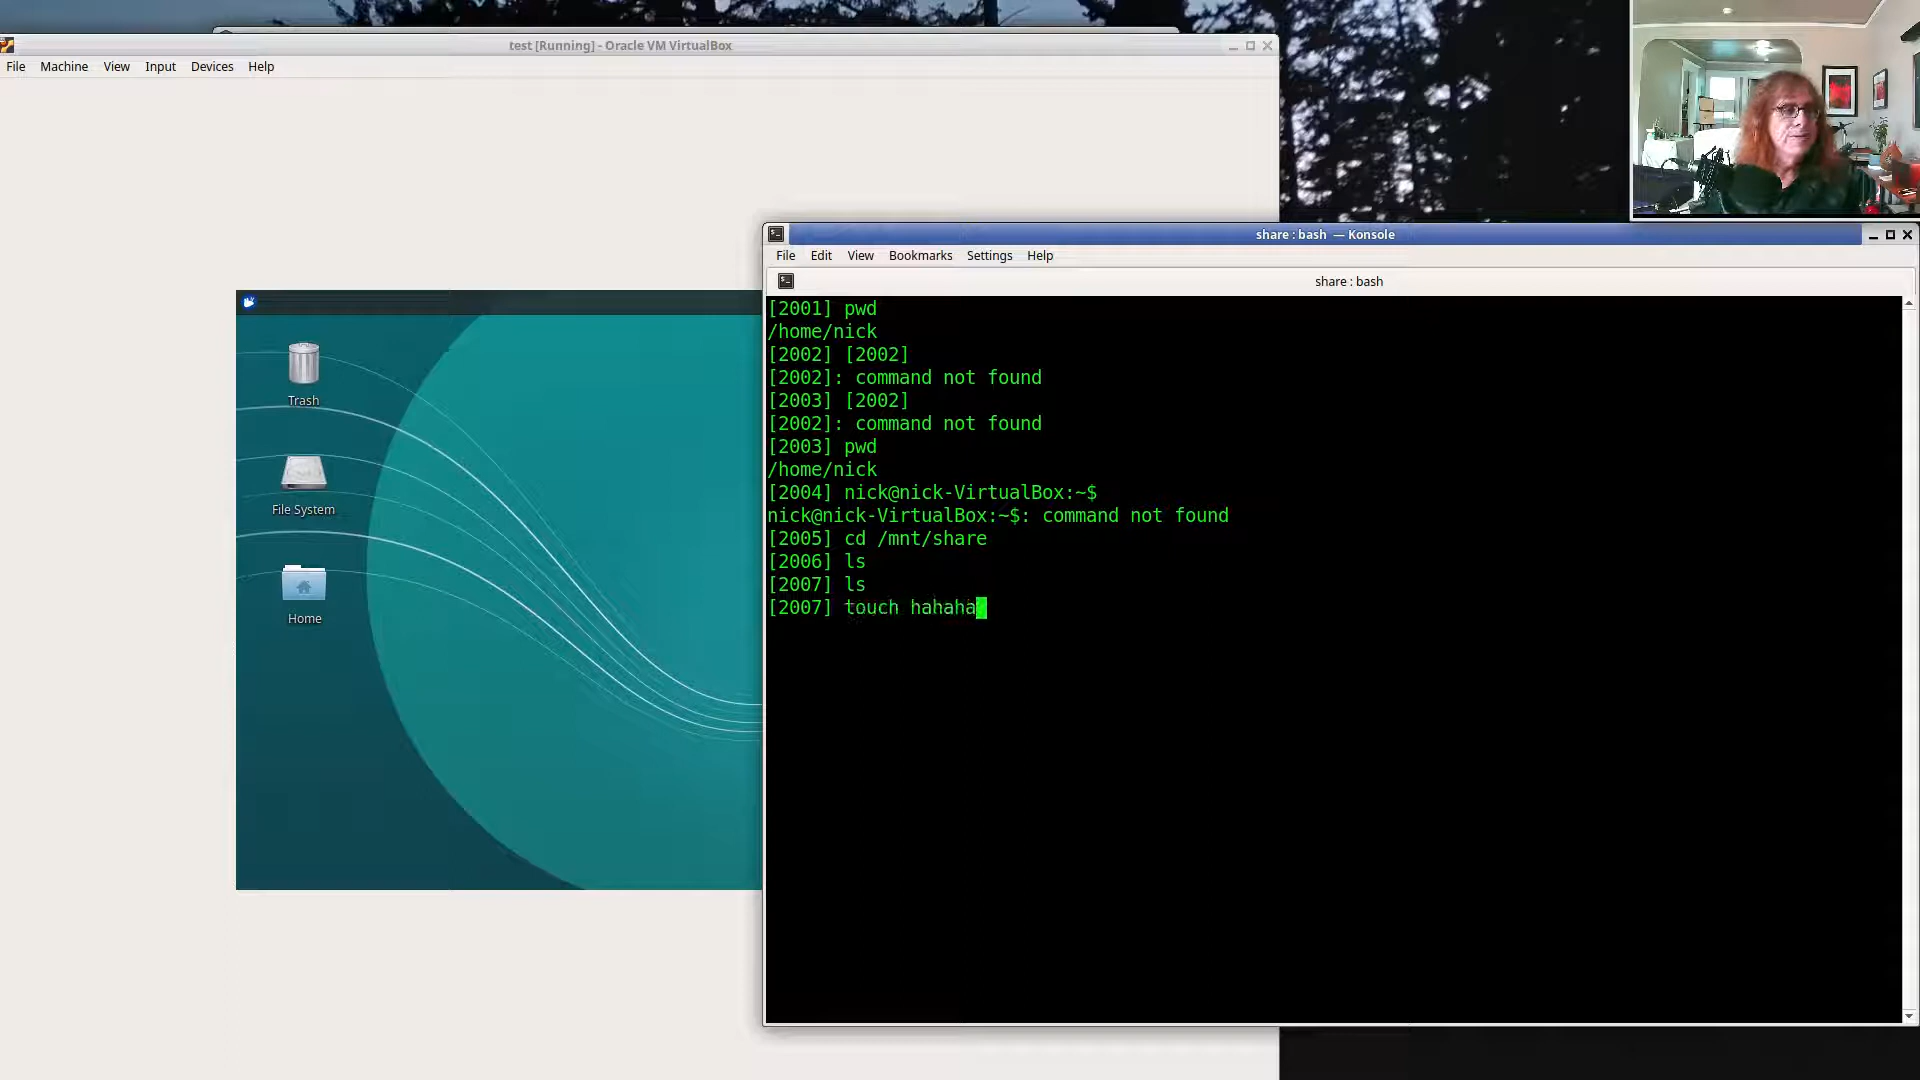 test [Running] - Oracle VM VirtualBox
File Machine View Input Devices Help
Trash
File System
Home
share : bash — Konsole
File Edit View Bookmarks Settings Help
share : bash
[2001] pwd
/home/nick
[2002] [2002]
[2002]: command not found
[2003] [2002]
[2002]: command not found
[2003] pwd
/home/nick
[2004] nick@nick-VirtualBox:~$
nick@nick-VirtualBox:~$: command not found
[2005] cd /mnt/share
[2006] ls
[2007] ls
[2007] touch hahaha